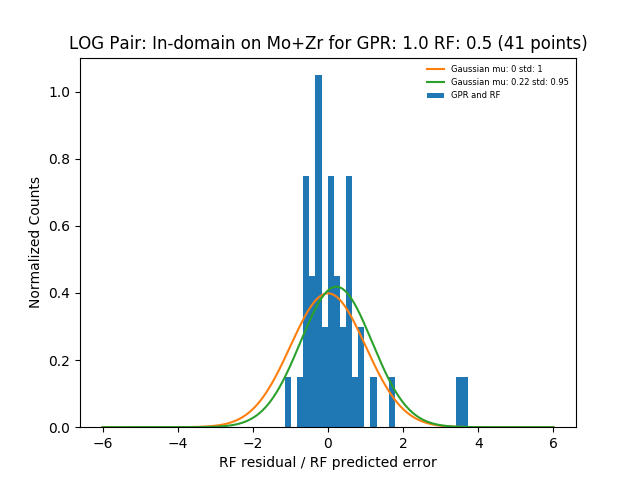 LOG Pair: In-domain on Mo+Zr for GPR: 1.0 RF: 0.5 (41 points)
Gaussian mu: 0 std: 1
Gaussian mu: 0.22 std: 0.95
GPR and RF
Normalized Counts
1.0
0.8
0.6
0.4
0.2
0.0
−6 −4 −2 0 2 4 6
RF residual / RF predicted error